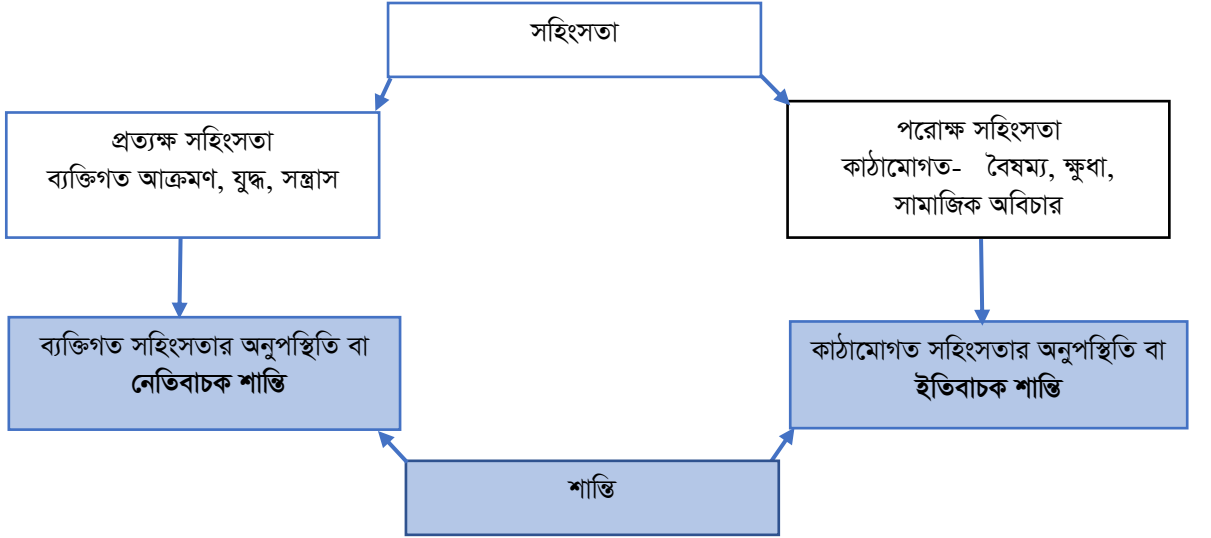 সহিংসতা
প্রত্যক্ষ সহিংসতা
ব্যক্তিগত আক্রমণ, যুদ্ধ, সন্ত্রাস
পরোক্ষ সহিংসতা
কাঠামোগত- বৈষম্য, ক্ষুধা,
সামাজিক অবিচার
ব্যক্তিগত সহিংসতার অনুপস্থিতি বা
নেতিবাচক শান্তি
কাঠামোগত সহিংসতার অনুপস্থিতি বা
ইতিবাচক শান্তি
শান্তি